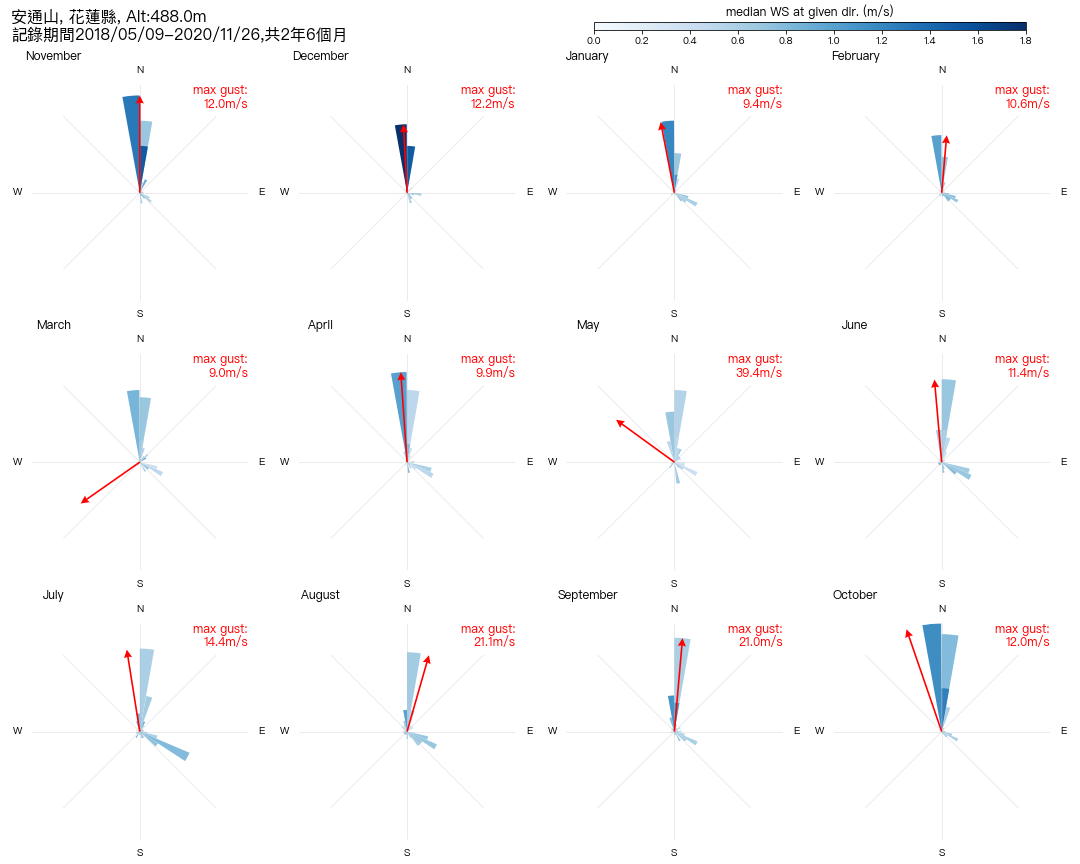 安通山, 花蓮縣, Alt:488.0m
記錄期間2018/05/09–2020/11/26,共2年6個月
median WS at given dir. (m/s)
0.0 0.2 0.4 0.6 0.8 1.0 1.2 1.4 1.6 1.8
November
N
max gust:
12.0m/s
W
E
S
December
N
max gust:
12.2m/s
W
E
S
January
N
max gust:
9.4m/s
W
E
S
February
N
max gust:
10.6m/s
W
E
S
March
N
max gust:
9.0m/s
W
E
S
April
N
max gust:
9.9m/s
W
E
S
May
N
max gust:
39.4m/s
W
E
S
June
N
max gust:
11.4m/s
W
E
S
July
N
max gust:
14.4m/s
W
E
S
August
N
max gust:
21.1m/s
W
E
S
September
N
max gust:
21.0m/s
W
E
S
October
N
max gust:
12.0m/s
W
E
S